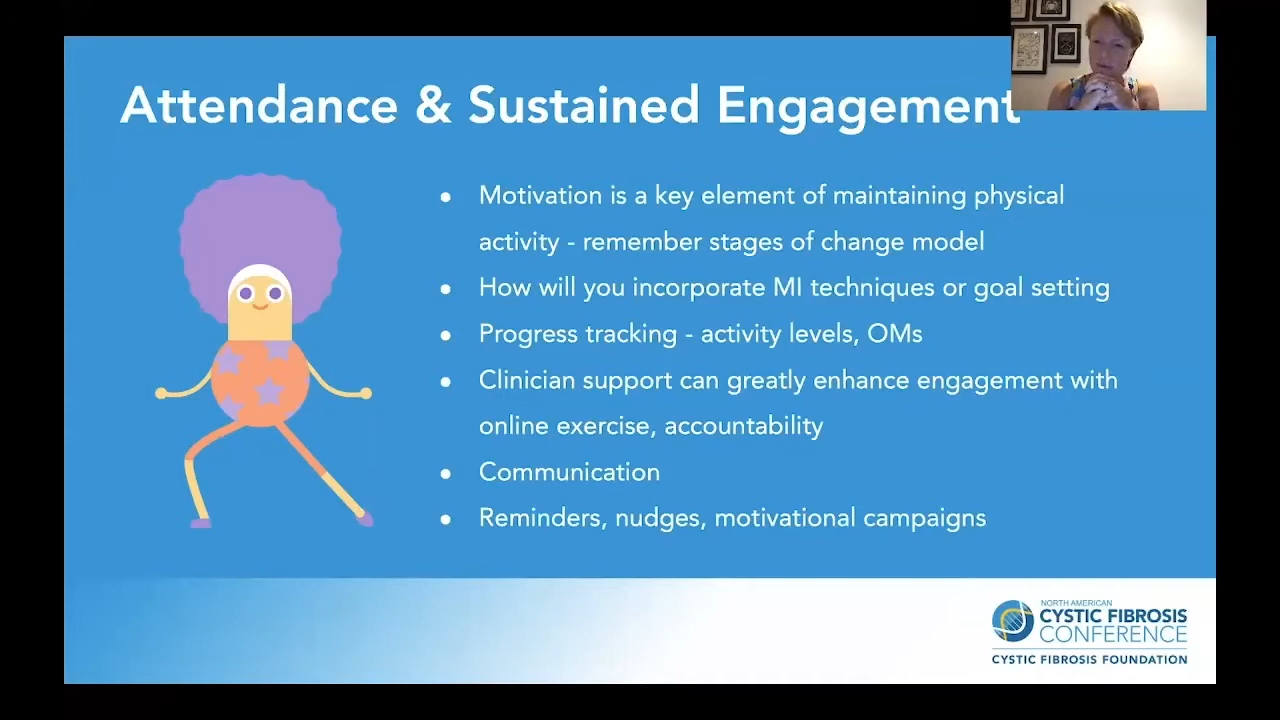 Attendance & Sustained Engagement
• Motivation is a key element of maintaining physical
activity - remember stages of change model
• How will you incorporate MI techniques or goal setting
• Progress tracking - activity levels, OMs
• Clinician support can greatly enhance engagement with
online exercise, accountability
• Communication
• Reminders, nudges, motivational campaigns
NORTH AMERICAN
CYSTIC FIBROSIS
CONFERENCE
CYSTIC FIBROSIS FOUNDATION